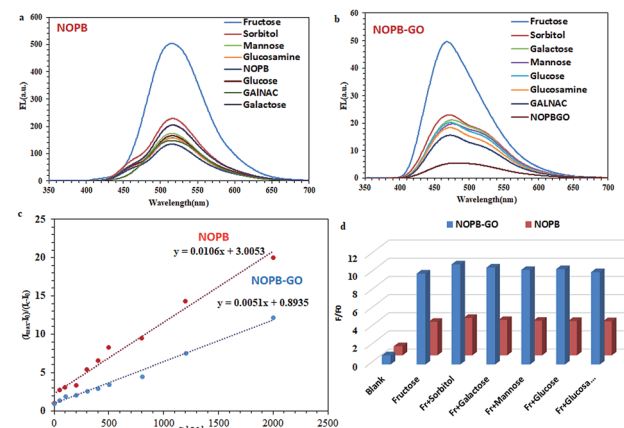 a
NOPB
Fructose
Sorbitol
Mannose
Glucosamine
NOPB
Glucose
GAlNAC
Galactose
FL(a.u.)
600
500
400
300
200
100
0
350 400 450 500 550 600 650 700
Wavelength(nm)
b
NOPB-GO
Fructose
Sorbitol
Galactose
Mannose
Glucose
Glucosamine
GALNAC
NOPBGO
FL(a.u.)
60
50
40
30
20
10
0
350 400 450 500 550 600 650 700
Wavelength(nm)
c
NOPB
y = 0.0106x + 3.0053
NOPB-GO
y = 0.0051x + 0.8935
25
20
15
10
5
0
0 500 1000 1500 2000 2500
d
NOPB-GO NOPB
F/F0
12
10
8
6
4
2
0
Blank
Fructose
Fr+Sorbitol
Fr+Galactose
Fr+Mannose
Fr+Glucose
Fr+Glucosa...